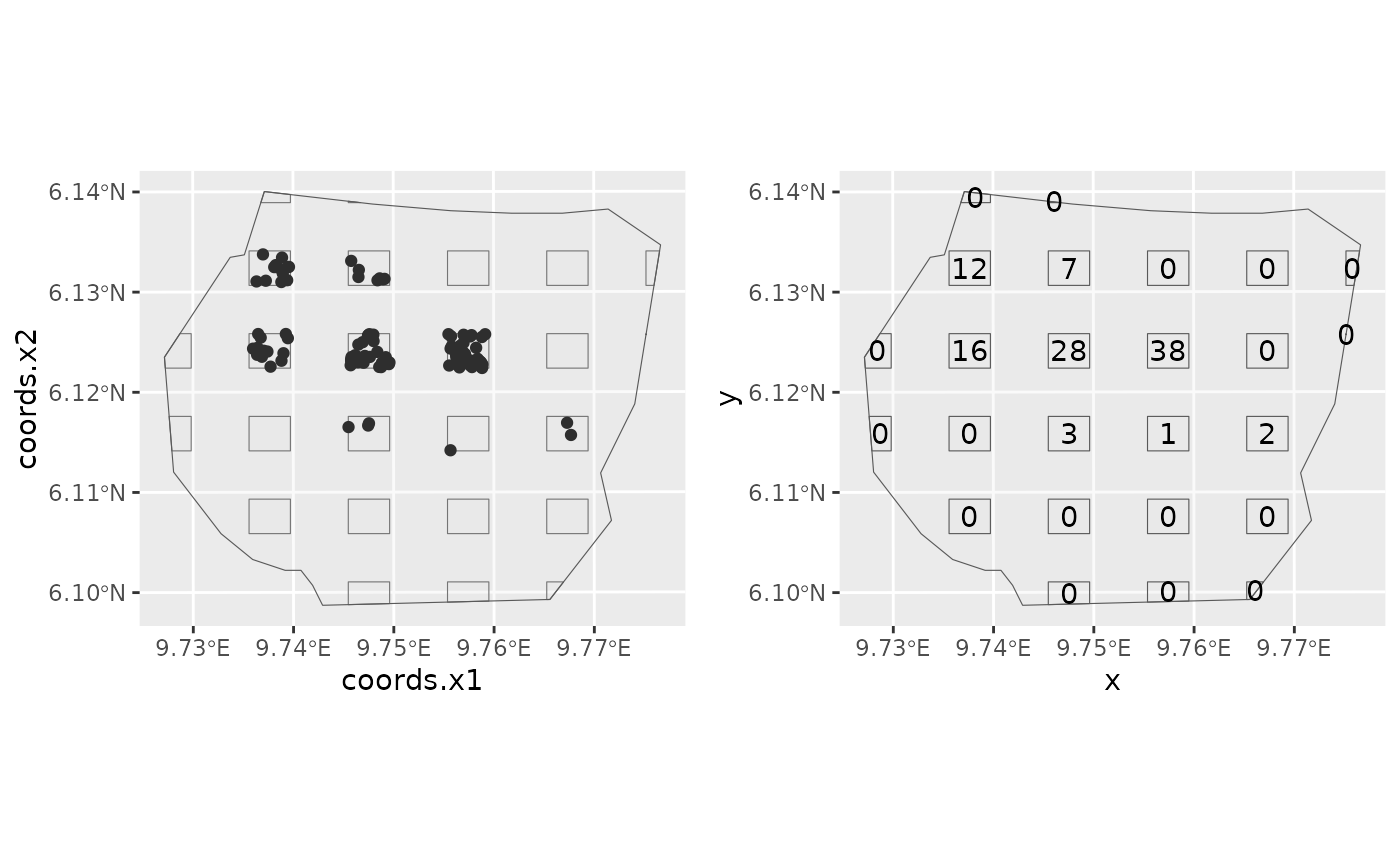 6.14°N
6.13°N
6.12°N
6.11°N
6.10°N
coords.x2
9.73°E 9.74°E 9.75°E 9.76°E 9.77°E
coords.x1
6.14°N
6.13°N
6.12°N
6.11°N
6.10°N
y
0 0
12 7 0 0 0
0
0 16 28 38 0
0 0 3 1 2
0 0 0 0
0 0 0
9.73°E 9.74°E 9.75°E 9.76°E 9.77°E
x